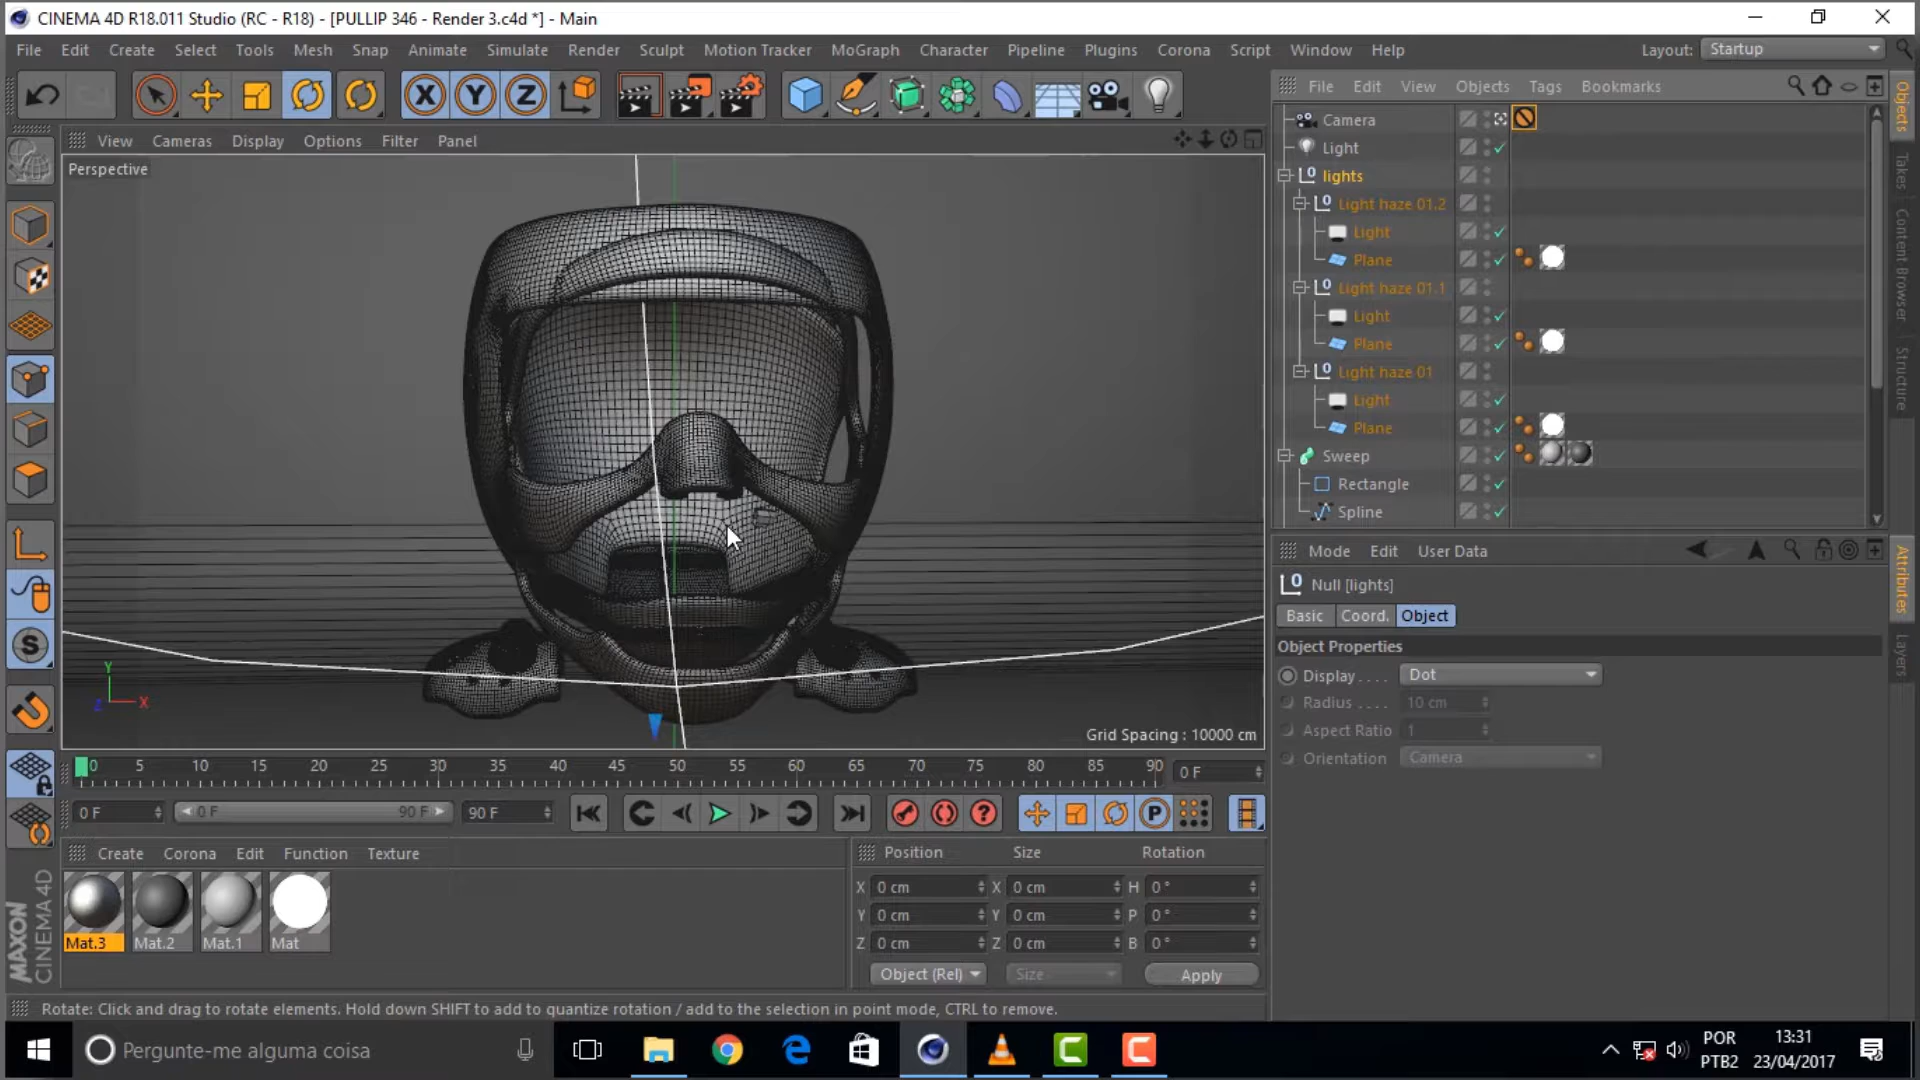 CINEMA 4D R18.011 Studio (RC - R18) - [PULLIP 346 - Render 3.c4d *] - Main
File Edit Create Select Tools Mesh Snap Animate Simulate Render Sculpt Motion Tracker MoGraph Character Pipeline Plugins Corona Script Window Help Layout: Startup
X Y Z
File Edit View Objects Tags Bookmarks
View Cameras Display Options Filter Panel
Perspective
Camera
Light
lights
Light haze 01.2
Light
Plane
Light haze 01.1
Light
Plane
Light haze 01
Light
Plane
Sweep
Rectangle
Spline
Objects
Takes
Content Browser
Structure
Mode Edit User Data
Null [lights]
Basic Coord. Object
Object Properties
Display . . . . Dot
Radius . . . . 10 cm
Aspect Ratio 1
Orientation Camera
Attributes
Layers
Y
Z X
Grid Spacing : 10000 cm
0 5 10 15 20 25 30 35 40 45 50 55 60 65 70 75 80 85 90 0 F
0 F 0 F 90 F 90 F
P
Create Corona Edit Function Texture
Mat.3 Mat.2 Mat.1 Mat
Position Size Rotation
X 0 cm X 0 cm H 0 °
Y 0 cm Y 0 cm P 0 °
Z 0 cm Z 0 cm B 0 °
Object (Rel) Size Apply
MAXON
CINEMA 4D
Rotate: Click and drag to rotate elements. Hold down SHIFT to add to quantize rotation / add to the selection in point mode, CTRL to remove.
Pergunte-me alguma coisa
POR
PTB2
13:31
23/04/2017